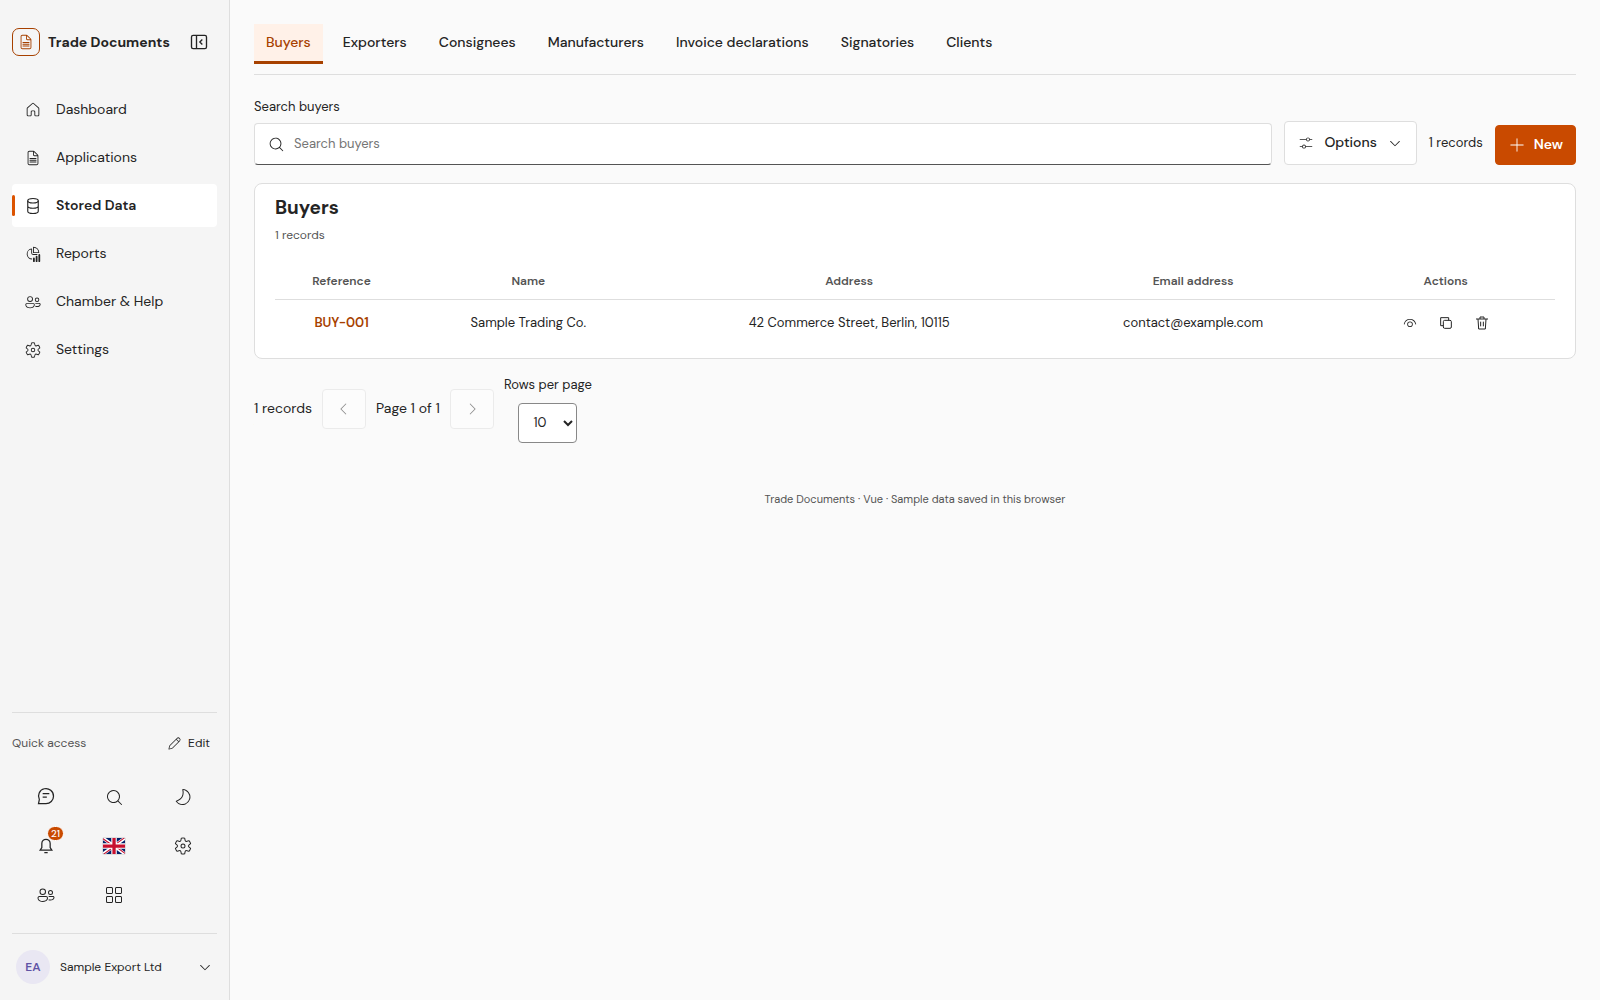 Trade Documents
Dashboard
Applications
Stored Data
Reports
Chamber & Help
Settings
Quick access
Edit
21
EA
Sample Export Ltd
Buyers
Exporters
Consignees
Manufacturers
Invoice declarations
Signatories
Clients
Search buyers
Search buyers
Options
1 records
New
Buyers
1 records
Reference Name Address Email address Actions
BUY-001 Sample Trading Co. 42 Commerce Street, Berlin, 10115 contact@example.com
1 records
Page 1 of 1
Rows per page
10
Trade Documents · Vue · Sample data saved in this browser